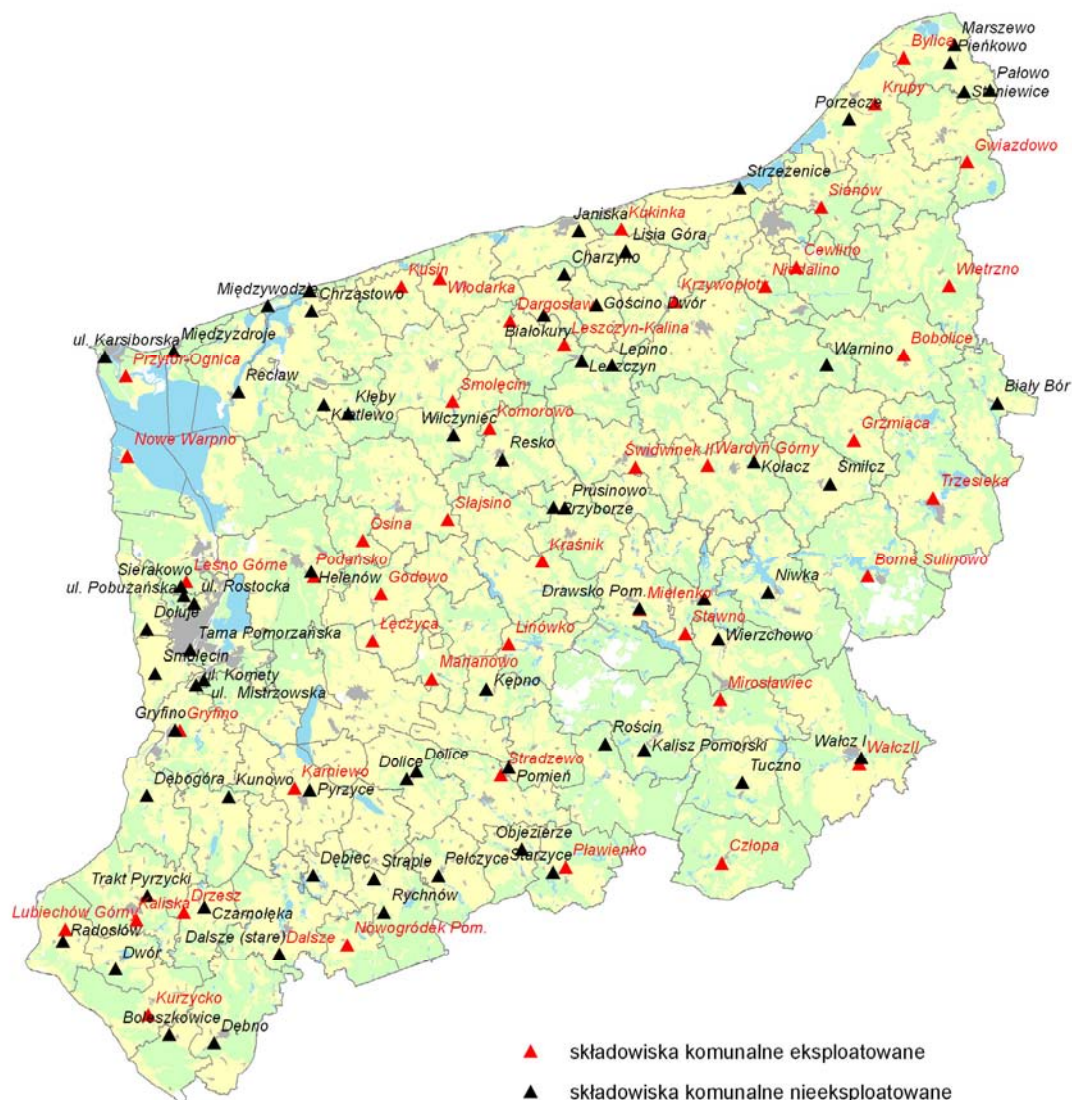 Marszewo
Bylica
Pieńkowo
Pałowo
Krupy
Staniewice
Porzecze
Gwiazdowo
Strzeżenice
Sianów
Janiska
Kukinka
Lisia Góra
Cewlino
Charzyno
Niedalino
Wietrzno
Kusin
Włodarka
Krzywopłoty
Międzywodzie
Chrząstowo
Dargosław
Gościno Dwór
Białokury
Leszczyn-Kalina
ul. Karsiborska
Międzyzdroje
Bobolice
Lepino
Warnino
Leszczyn
Przytór-Ognica
Recław
Biały Bór
Kłęby
Smolęcin
Kretlewo
Wilczyniec
Komorowo
Grzmiąca
Nowe Warpno
Resko
Świdwinek II
Wardyń Górny
Kołacz
Śmilcz
Trzesieka
Słajsino
Prusinowo
Przyborze
Osina
Kraśnik
Sierakowo
Leśno Górne
Podańsko
Borne Sulinowo
Helenów
Godowo
Niwka
ul. Pobużańska
ul. Rostocka
Drawsko Pom.
Mielenko
Dołuje
Tama Pomorzańska
Łęczyca
Linówko
Stawno
Wierzchowo
Smolęcin
ul. Komety
Marianowo
Kępno
ul. Mistrzowska
Mirosławiec
Gryfino
Gryfino
Rościn
Kalisz Pomorski
Wałcz I
WałczII
Dolice
Dolice
Stradzewo
Dębogóra
Kunowo
Karniewo
Pomień
Tuczno
Pyrzyce
Objezierze
Dębiec
Strąpie
Pełczyce
Starzyce
Pławienko
Człopa
Trakt Pyrzycki
Rychnów
Drzesz
Lubiechów Górny
Kaliska
Czarnołęka
Radosłów
Dalsze (stare)
Dalsze
Nowogródek Pom.
Dwór
Kurzycko
Boleszkowice
Dębno
składowiska komunalne eksploatowane
składowiska komunalne nieeksploatowane